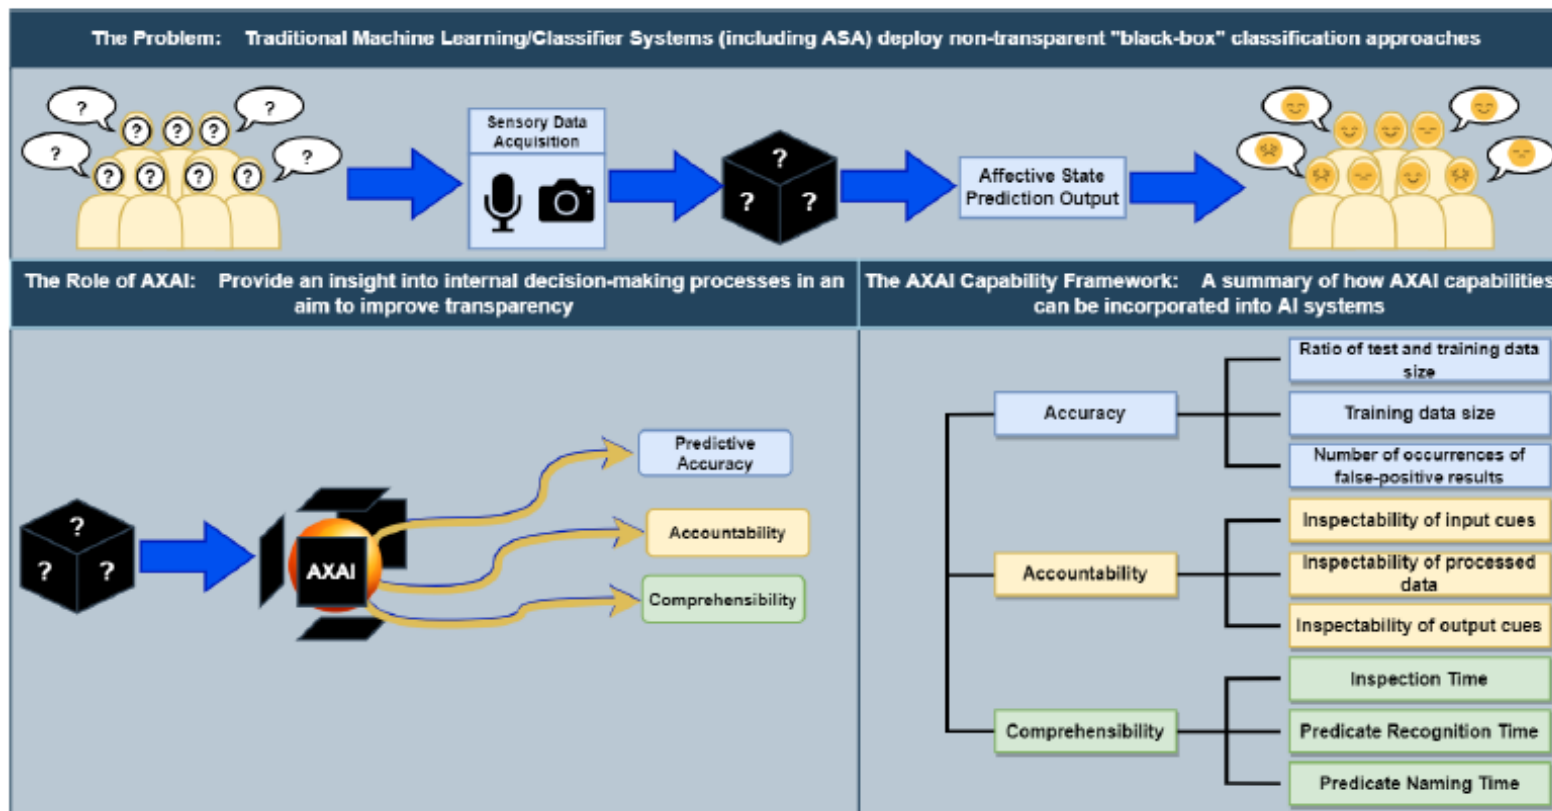 The Problem: Traditional Machine Learning/Classifier Systems (including ASA) deploy non-transparent "black-box" classification approaches
?
?
?
?
?
?
?
?
?
?
?
Sensory Data
Acquisition
?
?
?
Affective State
Prediction Output
The Role of AXAI: Provide an insight into internal decision-making processes in an
aim to improve transparency
?
?
?
AXAI
Predictive
Accuracy
Accountability
Comprehensibility
The AXAI Capability Framework: A summary of how AXAI capabilities
can be incorporated into AI systems
Accuracy
Ratio of test and training data
size
Training data size
Number of occurrences of
false-positive results
Accountability
Inspectability of input cues
Inspectability of processed
data
Inspectability of output cues
Comprehensibility
Inspection Time
Predicate Recognition Time
Predicate Naming Time